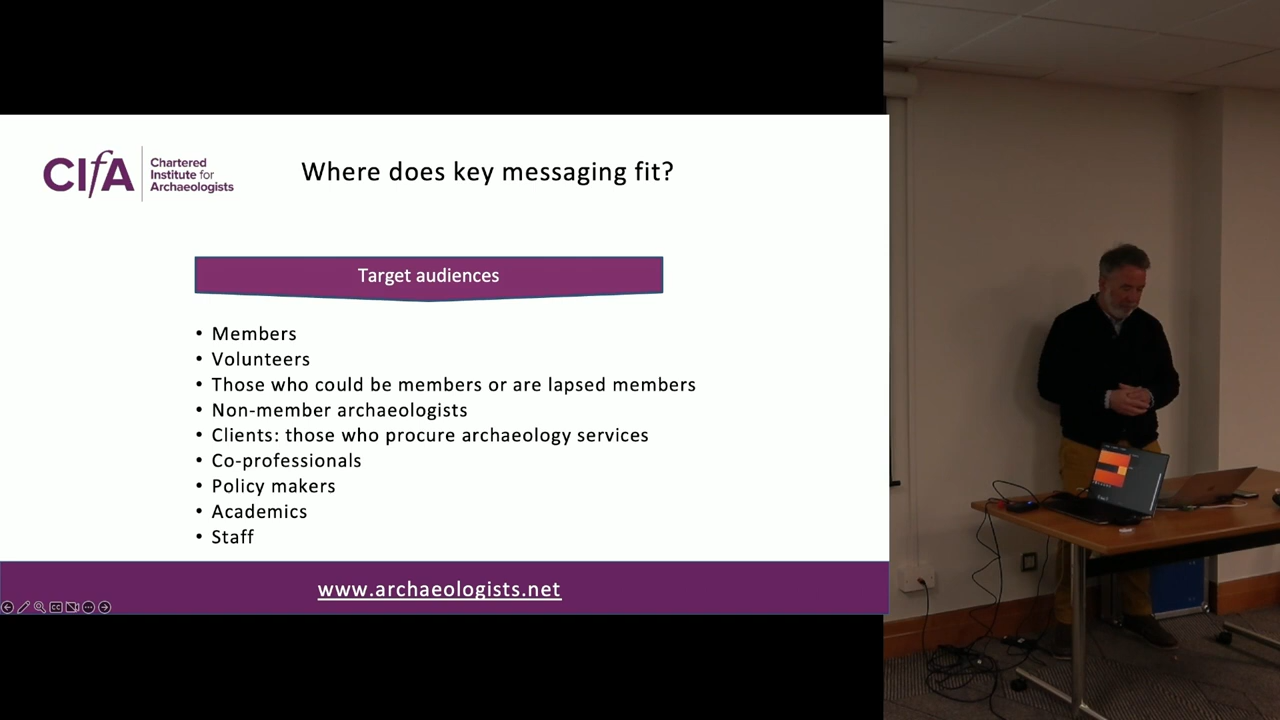 CIfA
Chartered
Institute for
Archaeologists
Where does key messaging fit?
Target audiences
• Members
• Volunteers
• Those who could be members or are lapsed members
• Non-member archaeologists
• Clients: those who procure archaeology services
• Co-professionals
• Policy makers
• Academics
• Staff
www.archaeologists.net